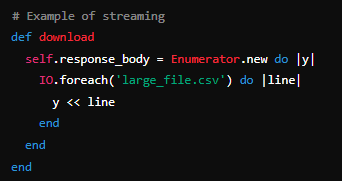 # Example of streaming
def download
  self.response_body = Enumerator.new do |y|
    IO.foreach('large_file.csv') do |line|
      y << line
    end
  end
end